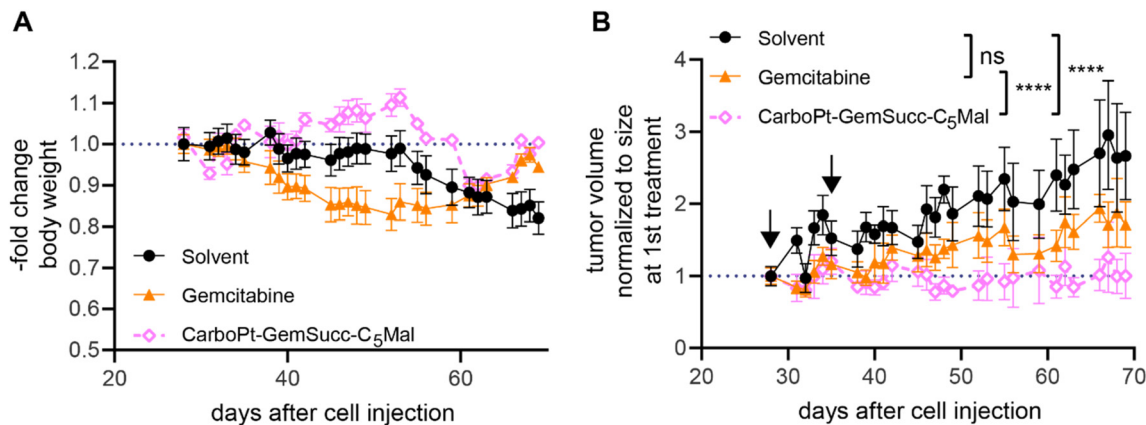 A
-fold change
body weight
1.2
1.1
1.0
0.9
0.8
0.7
0.6
0.5
Solvent
Gemcitabine
CarboPt-GemSucc-C5Mal
20
40
60
days after cell injection
B
Solvent
Gemcitabine
CarboPt-GemSucc-C5Mal
ns
****
****
tumor volume
normalized to size
at 1st treatment
4
3
2
1
0
20
30
40
50
60
70
days after cell injection